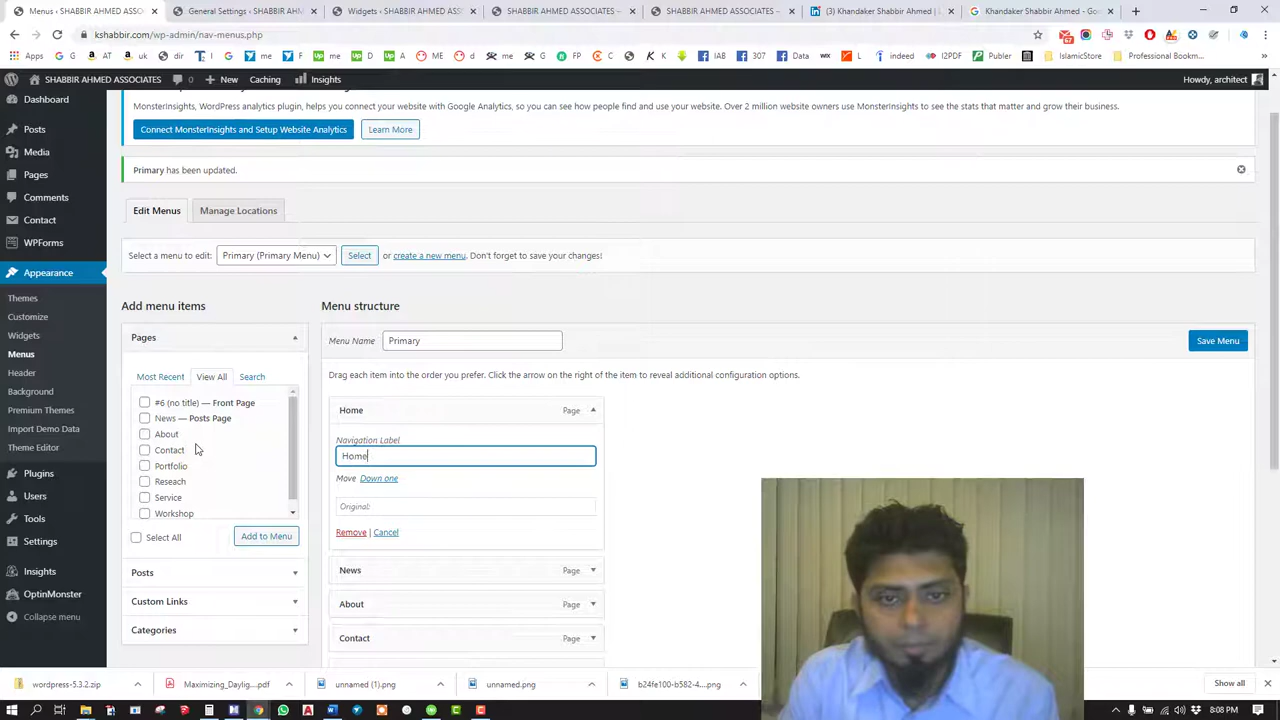 Menus ‹ SHABBIR AHMED ASSOCIA
General Settings ‹ SHABBIR AHM
Widgets ‹ SHABBIR AHMED ASSOC
SHABBIR AHMED ASSOCIATES –
SHABBIR AHMED ASSOCIATES –
(3) Khandaker Shabbir Ahmed |
Khandaker Shabbir Ahmed - Goo
kshabbir.com/wp-admin/nav-menus.php
Apps me me me me me ME d me FP C me IAB 307 Data L indeed I2PDF Publer IslamicStore Professional Bookm...
SHABBIR AHMED ASSOCIATES 0 New Caching Insights Howdy, architect
Dashboard
Posts
Media
Pages
Comments
Contact
WPForms
Appearance
Themes
Customize
Widgets
Menus
Header
Background
Premium Themes
Import Demo Data
Theme Editor
Plugins
Users
Tools
Settings
Insights
OptinMonster
Collapse menu
MonsterInsights, WordPress analytics plugin, helps you connect your website with Google Analytics, so you can see how people find and use your website. Over 2 million website owners use MonsterInsights to see the stats that matter and grow their business.
Connect MonsterInsights and Setup Website Analytics Learn More
Primary has been updated.
Edit Menus Manage Locations
Select a menu to edit: Primary (Primary Menu) Select or create a new menu. Don't forget to save your changes!
Add menu items
Pages
Most Recent View All Search
#6 (no title) — Front Page
News — Posts Page
About
Contact
Portfolio
Reseach
Service
Workshop
Select All Add to Menu
Posts
Custom Links
Categories
Menu structure
Menu Name Primary Save Menu
Drag each item into the order you prefer. Click the arrow on the right of the item to reveal additional configuration options.
Home Page
Navigation Label
Home
Move Down one
Original:
Remove | Cancel
News Page
About Page
Contact Page
wordpress-5.3.2.zip
Maximizing_Daylig....pdf
unnamed (1).png
unnamed.png
b24fe100-b582-4....png
Show all
8:08 PM